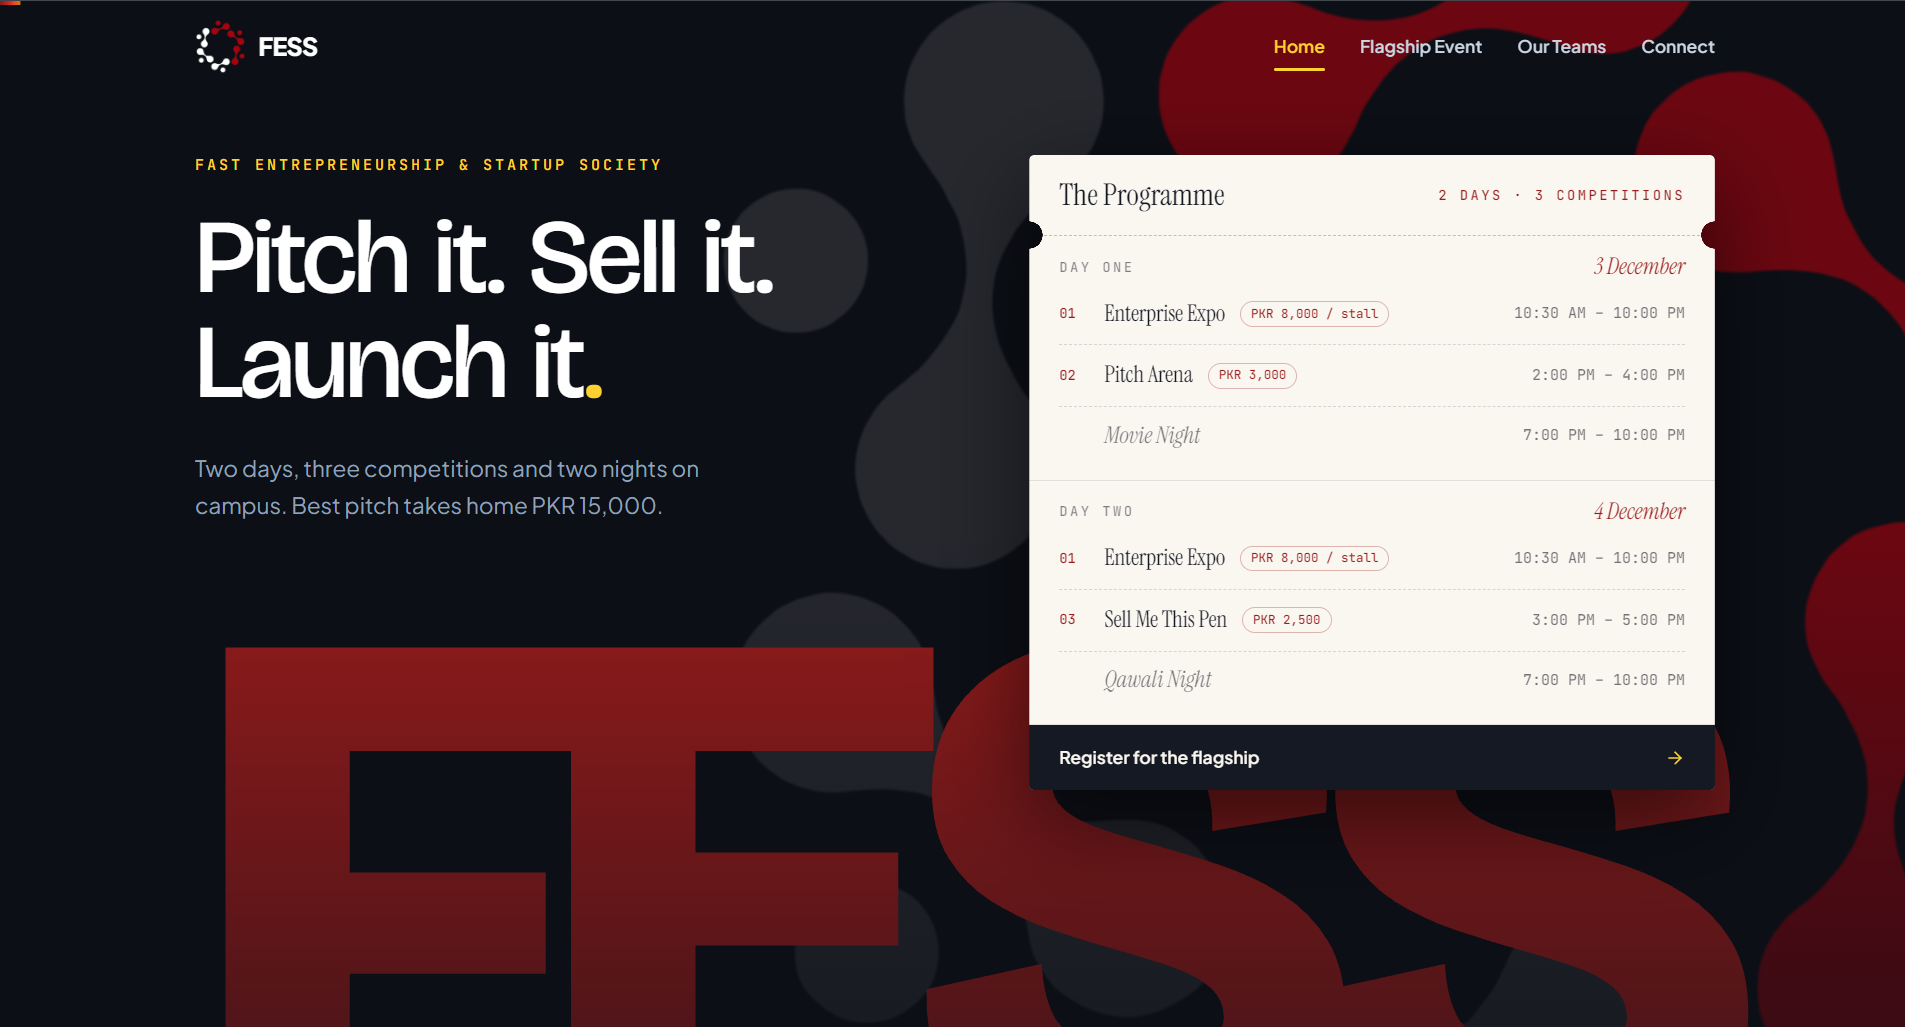 FESS
Home
Flagship Event
Our Teams
Connect
FAST ENTREPRENEURSHIP & STARTUP SOCIETY
Pitch it. Sell it.
Launch it.
Two days, three competitions and two nights on
campus. Best pitch takes home PKR 15,000.
The Programme
2 DAYS · 3 COMPETITIONS
DAY ONE
3 December
01 Enterprise Expo PKR 8,000 / stall 10:30 AM – 10:00 PM
02 Pitch Arena PKR 3,000 2:00 PM – 4:00 PM
Movie Night 7:00 PM – 10:00 PM
DAY TWO
4 December
01 Enterprise Expo PKR 8,000 / stall 10:30 AM – 10:00 PM
03 Sell Me This Pen PKR 2,500 3:00 PM – 5:00 PM
Qawali Night 7:00 PM – 10:00 PM
Register for the flagship →
FESS